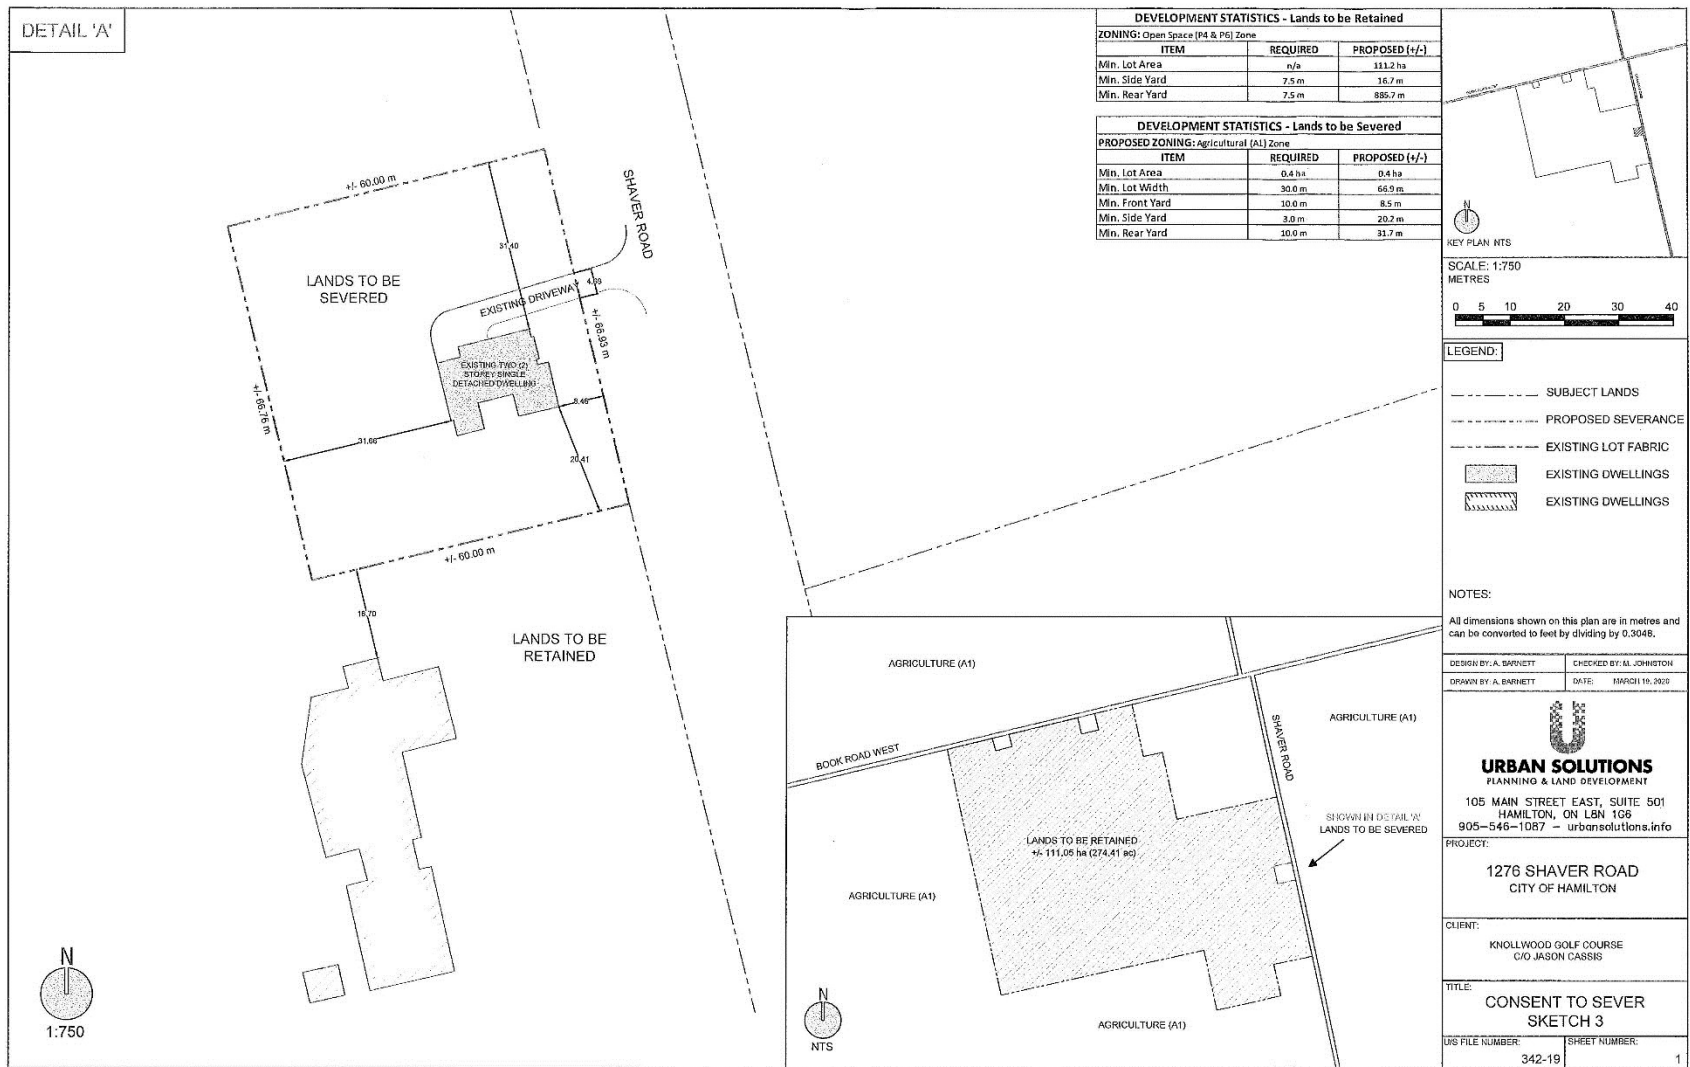 DETAIL 'A'
+/- 60.00 m
SHAVER ROAD
31.40
LANDS TO BE
SEVERED
EXISTING DRIVEWAY
+/- 66.93 m
EXISTING TWO (2)
STOREY SINGLE
DETACHED DWELLING
+/- 66.76 m
8.46
31.66
20.41
+/- 60.00 m
16.70
LANDS TO BE
RETAINED
N
1:750
DEVELOPMENT STATISTICS - Lands to be Retained
ZONING: Open Space (P4 & P6) Zone
ITEM REQUIRED PROPOSED (+/-)
Min. Lot Area n/a 111.2 ha
Min. Side Yard 7.5 m 16.7 m
Min. Rear Yard 7.5 m 885.7 m
DEVELOPMENT STATISTICS - Lands to be Severed
PROPOSED ZONING: Agricultural (A1) Zone
ITEM REQUIRED PROPOSED (+/-)
Min. Lot Area 0.4 ha 0.4 ha
Min. Lot Width 30.0 m 66.9 m
Min. Front Yard 10.0 m 8.5 m
Min. Side Yard 3.0 m 20.2 m
Min. Rear Yard 10.0 m 31.7 m
AGRICULTURE (A1)
AGRICULTURE (A1)
BOOK ROAD WEST
SHAVER ROAD
SHOWN IN DETAIL 'A'
LANDS TO BE SEVERED
LANDS TO BE RETAINED
+/- 111.05 ha (274.41 ac)
AGRICULTURE (A1)
AGRICULTURE (A1)
N
NTS
N
KEY PLAN NTS
SCALE: 1:750
METRES
0 5 10 20 30 40
LEGEND:
SUBJECT LANDS
PROPOSED SEVERANCE
EXISTING LOT FABRIC
EXISTING DWELLINGS
EXISTING DWELLINGS
NOTES:
All dimensions shown on this plan are in metres and
can be converted to feet by dividing by 0.3048.
DESIGN BY: A. BARNETT CHECKED BY: M. JOHNSTON
DRAWN BY: A. BARNETT DATE: MARCH 19, 2020
URBAN SOLUTIONS
PLANNING & LAND DEVELOPMENT
105 MAIN STREET EAST, SUITE 501
HAMILTON, ON L8N 1G6
905-546-1087 - urbansolutions.info
PROJECT:
1276 SHAVER ROAD
CITY OF HAMILTON
CLIENT:
KNOLLWOOD GOLF COURSE
C/O JASON CASSIS
TITLE:
CONSENT TO SEVER
SKETCH 3
U/S FILE NUMBER: SHEET NUMBER:
342-19 1